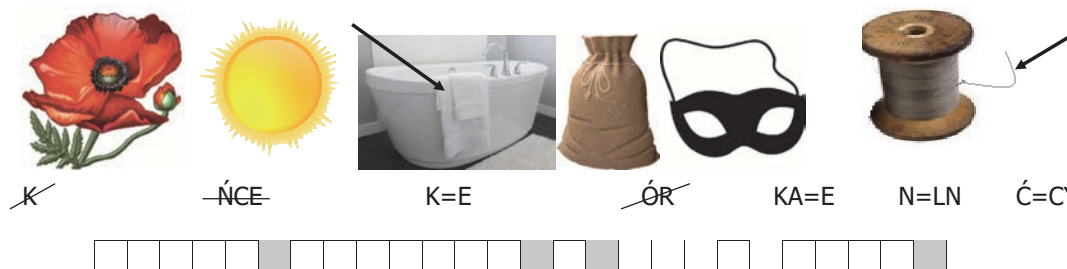 K ŃCE K=E ÓR KA=E N=LN Ć=CY